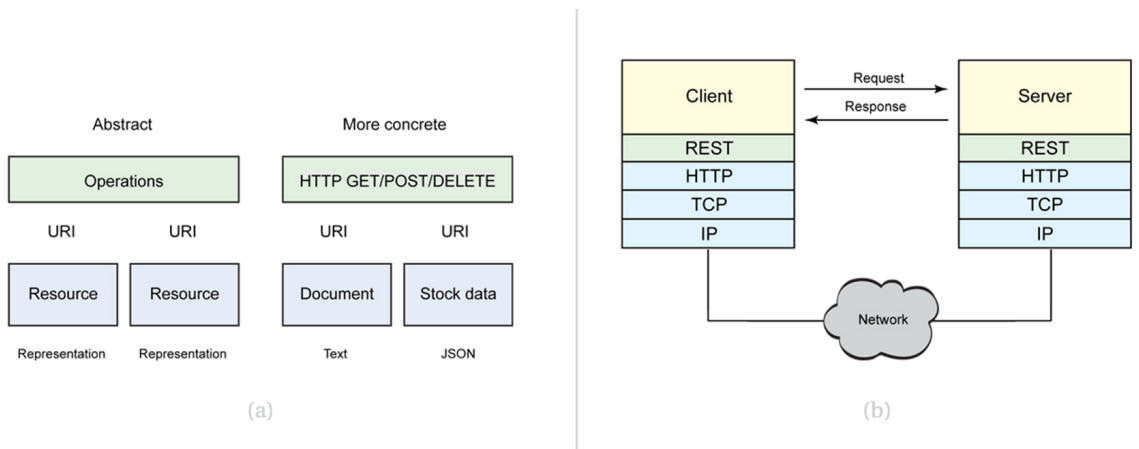 Abstract
Operations
URI URI
Resource Resource
Representation Representation
More concrete
HTTP GET/POST/DELETE
URI URI
Document Stock data
Text JSON
(a)
Client
REST
HTTP
TCP
IP
Request
Response
Server
REST
HTTP
TCP
IP
Network
(b)